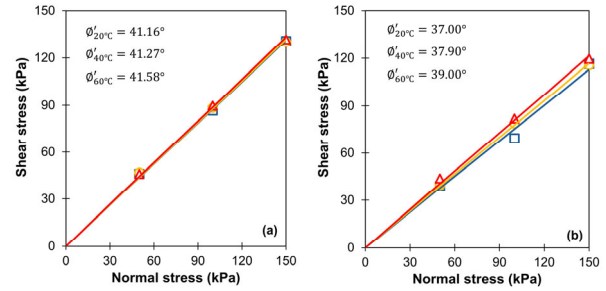 (a)
150
120
90
60
30
0
Shear stress (kPa)
Ø′20℃ = 41.16°
Ø′40℃ = 41.27°
Ø′60℃ = 41.58°
(a)
0 30 60 90 120 150
Normal stress (kPa)
(b)
150
120
90
60
30
0
Shear stress (kPa)
Ø′20℃ = 37.00°
Ø′40℃ = 37.90°
Ø′60℃ = 39.00°
(b)
0 30 60 90 120 150
Normal stress (kPa)